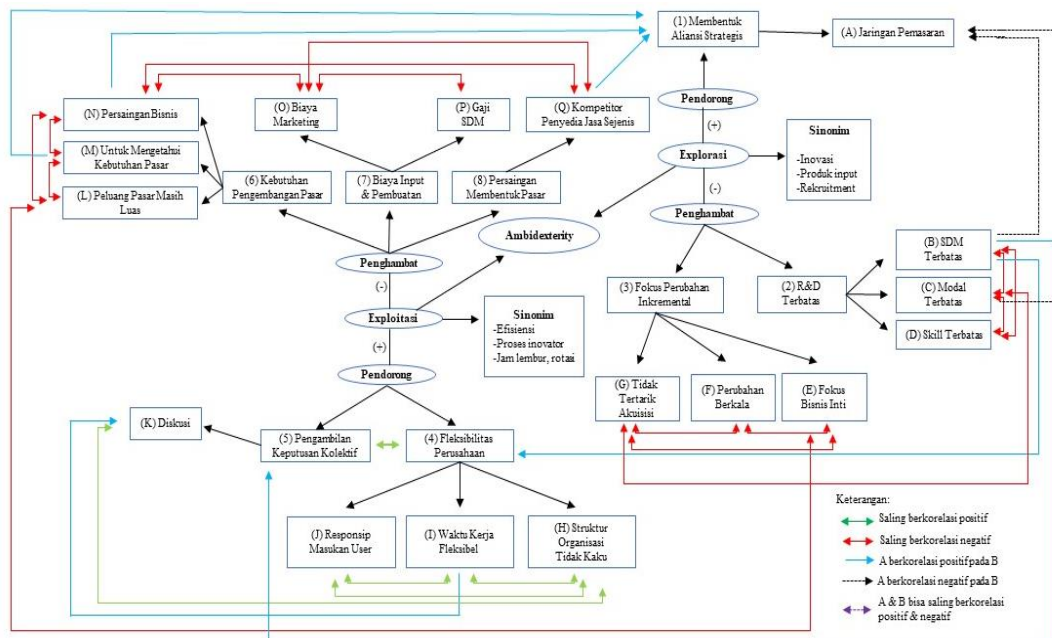 (1) Membentuk
Aliansi Strategis
(A) Jaringan Pemasaran
Pendorong
(+)
Explorasi
(-)
Penghambat
Sinonim
-Inovasi
-Produk input
-Rekruitment
(N) Persaingan Bisnis
(O) Biaya
Marketing
(P) Gaji
SDM
(Q) Kompetitor
Penyedia Jasa Sejenis
(M) Untuk Mengetahui
Kebutuhan Pasar
(L) Peluang Pasar Masih
Luas
(6) Kebutuhan
Pengembangan Pasar
(7) Biaya Input
& Pembuatan
(8) Persaingan
Membentuk Pasar
Ambidexterity
Penghambat
(-)
Exploitasi
(+)
Pendorong
Sinonim
-Efisiensi
-Proses inovator
-Jam lembur, rotasi
(3) Fokus Perubahan
Inkremental
(2) R&D
Terbatas
(B) SDM
Terbatas
(C) Modal
Terbatas
(D) Skill Terbatas
(G) Tidak
Tertarik
Akuisisi
(F) Perubahan
Berkala
(E) Fokus
Bisnis Inti
(K) Diskusi
(5) Pengambilan
Keputusan Kolektif
(4) Fleksibilitas
Perusahaan
(J) Responsip
Masukan User
(I) Waktu Kerja
Fleksibel
(H) Struktur
Organisasi
Tidak Kaku
Keterangan:
Saling berkorelasi positif
Saling berkorelasi negatif
A berkorelasi positif pada B
A berkorelasi negatif pada B
A & B bisa saling berkorelasi
positif & negatif